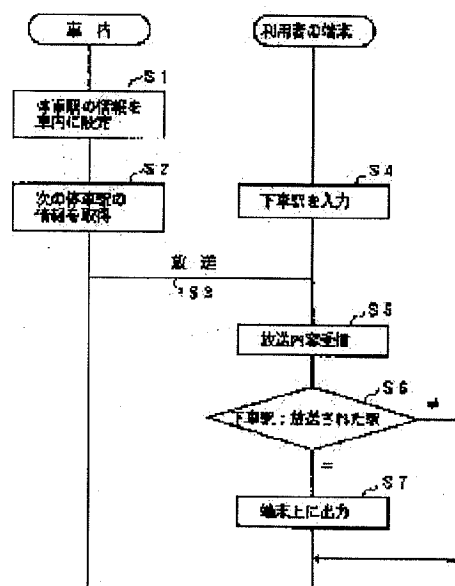 車内
利用者の端末
S1
停車駅の情報を
車内に設定
S2
次の停車駅の
情報を取得
S4
下車駅を入力
放送
S3
S5
放送内容受信
S6
下車駅：放送された駅
≠
=
S7
端末上に出力